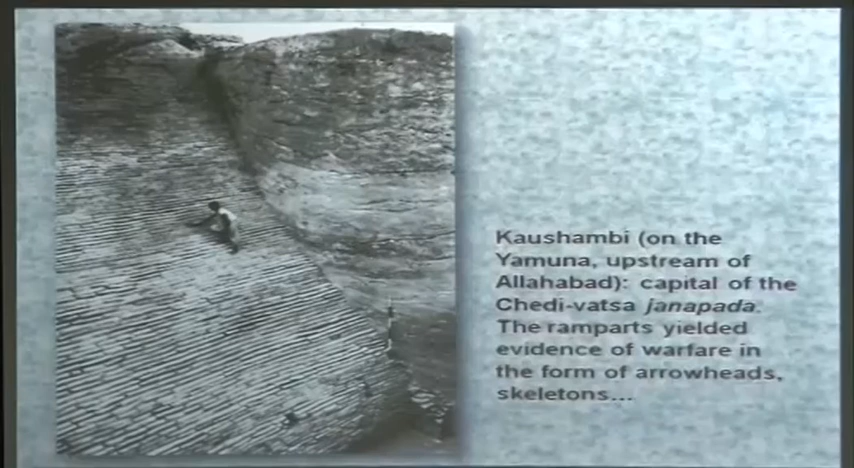 Kaushambi (on the
Yamuna, upstream of
Allahabad): capital of the
Chedi-vatsa janapada.
The ramparts yielded
evidence of warfare in
the form of arrowheads,
skeletons...